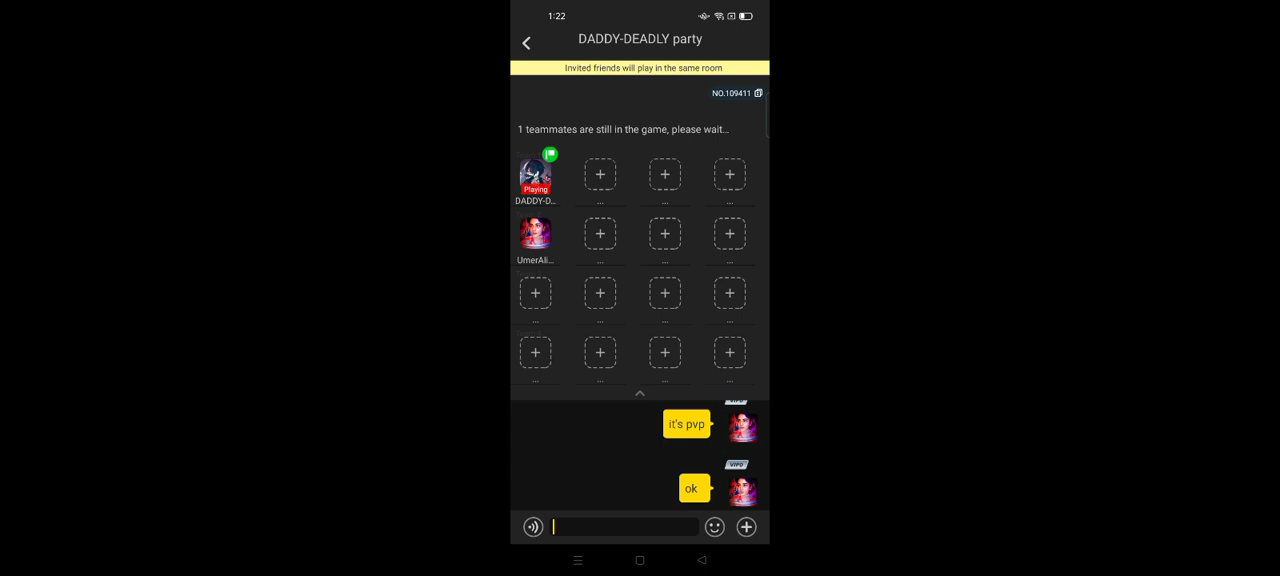 1:22
DADDY-DEADLY party
Invited friends will play in the same room
NO.109411
1 teammates are still in the game, please wait...
Playing
DADDY-D... ... ... ...
UmerAli... ... ... ...
... ... ... ...
... ... ... ...
it's pvp
VIP0
ok